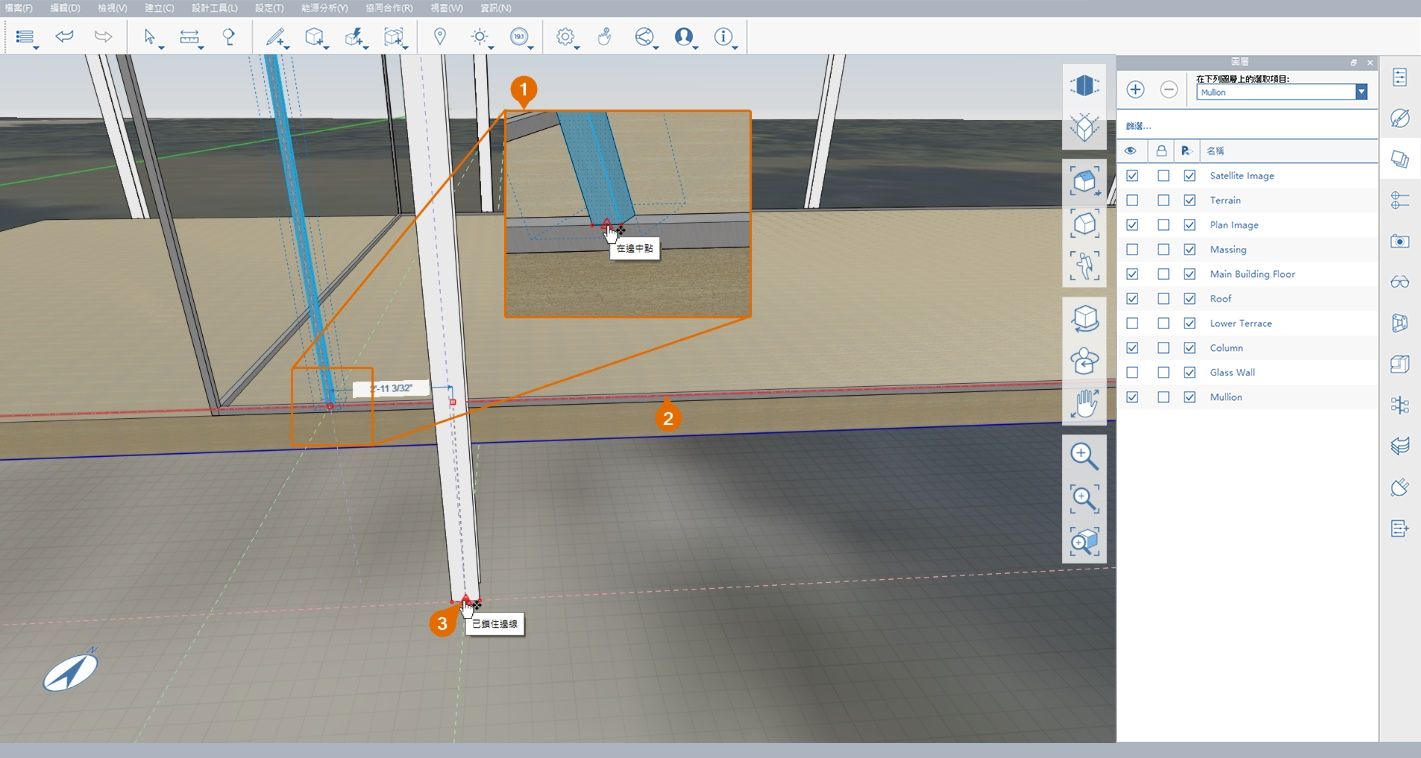 檔案(F) 編輯(D) 檢視(V) 建立(C) 設計工具(L) 設定(T) 能源分析(Y) 協同合作(R) 視窗(W) 資訊(N)
193
圖層
在下列圖層上的選取項目:
Mullion
篩選...
名稱
Satellite Image
Terrain
Plan Image
Massing
Main Building Floor
Roof
Lower Terrace
Column
Glass Wall
Mullion
1
在邊中點
2'-11 3/32"
2
3
已鎖住邊線
N